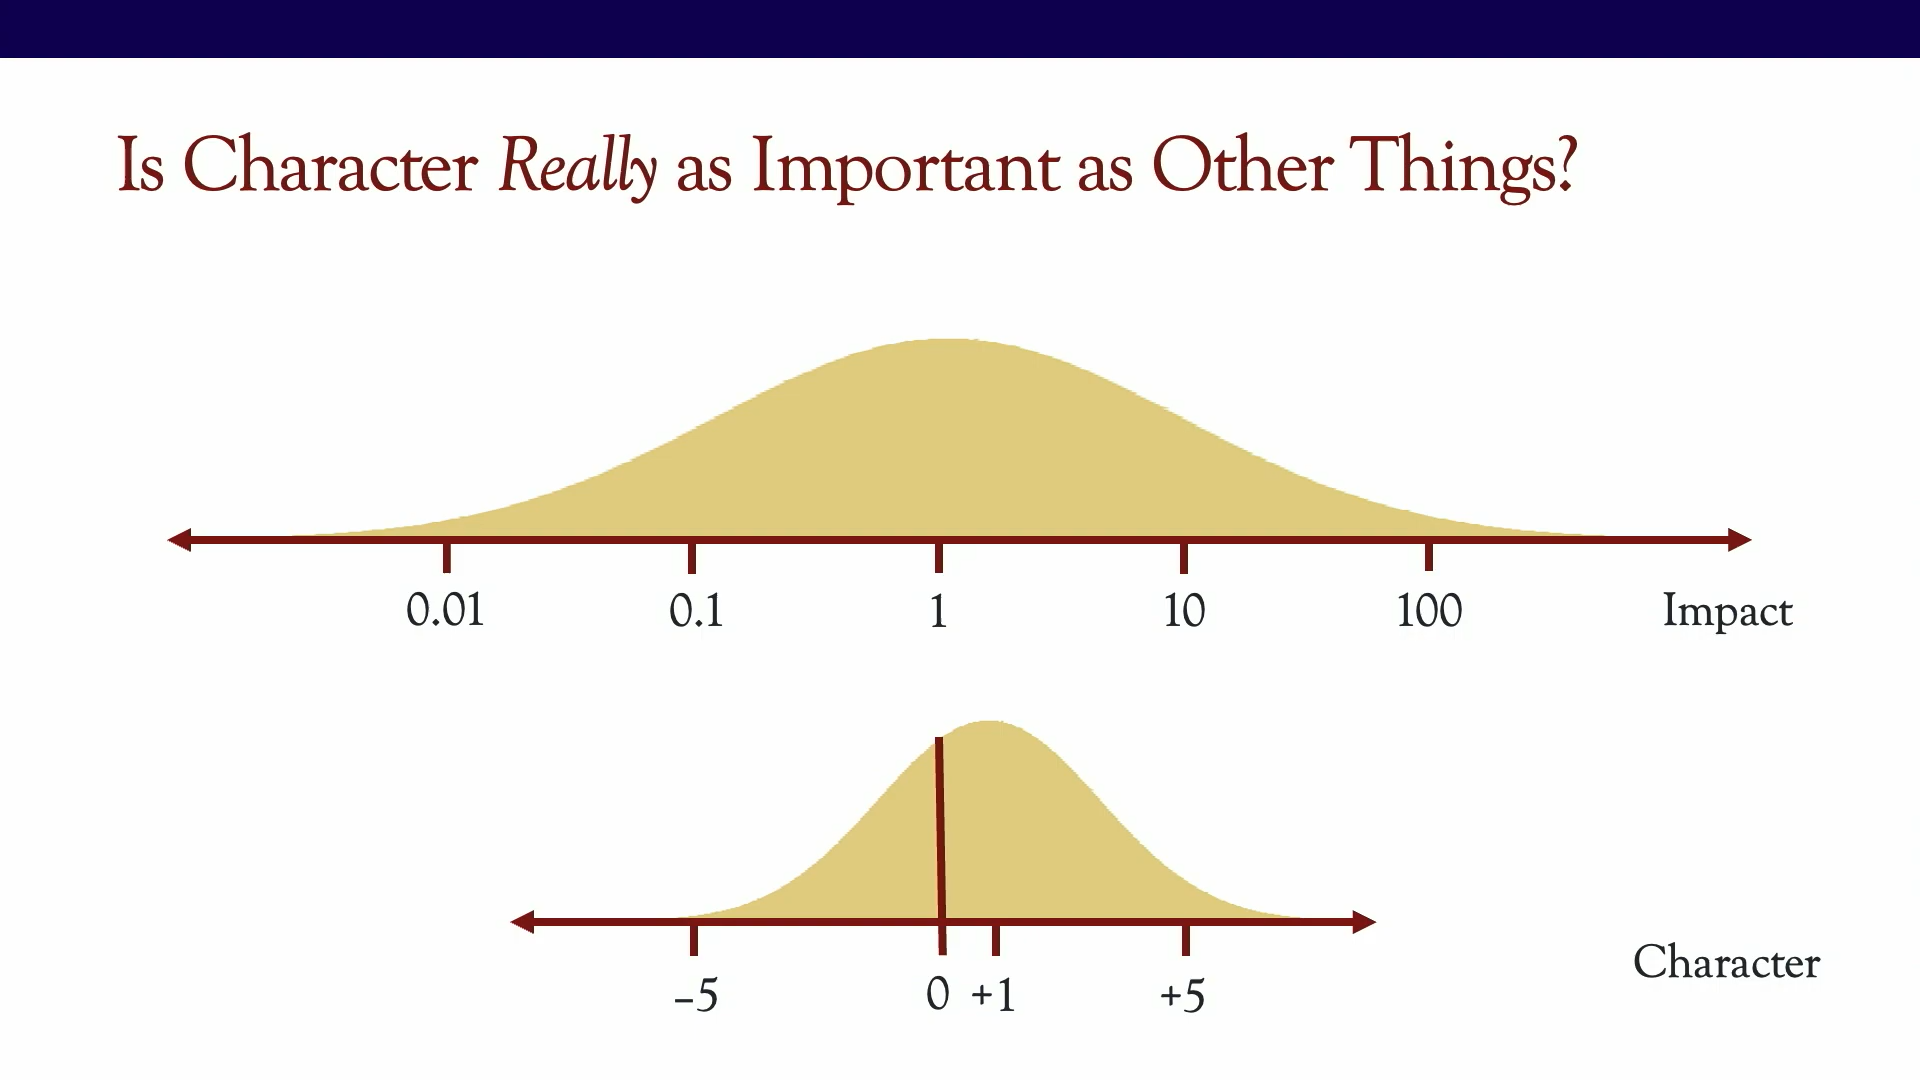 Is Character Really as Important as Other Things?
0.01 0.1 1 10 100 Impact
–5 0 +1 +5 Character